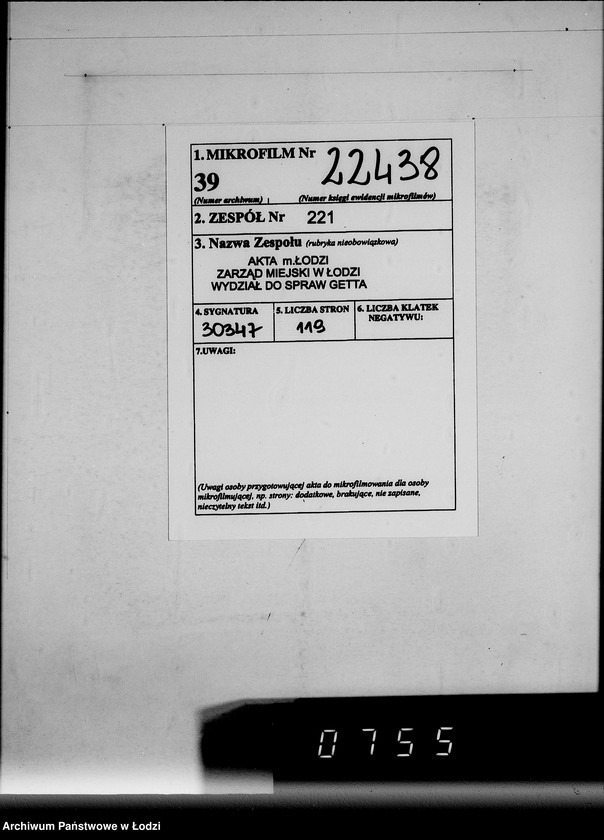 1. MIKROFILM Nr 22438
39
(Numer archiwum) (Numer księgi ewidencji mikrofilmów)
2. ZESPÓŁ Nr 221
3. Nazwa Zespołu (rubryka nieobowiązkowa)
AKTA m.ŁODZI
ZARZĄD MIEJSKI W ŁODZI
WYDZIAŁ DO SPRAW GETTA
4. SYGNATURA
30347
5. LICZBA STRON
119
6. LICZBA KLATEK
NEGATYWU:
7.UWAGI:
(Uwagi osoby przygotowującej akta do mikrofilmowania dla osoby
mikrofilmującej, np. strony: dodatkowe, brakujące, nie zapisane,
nieczytelny tekst itd.)
0755
Archiwum Państwowe w Łodzi